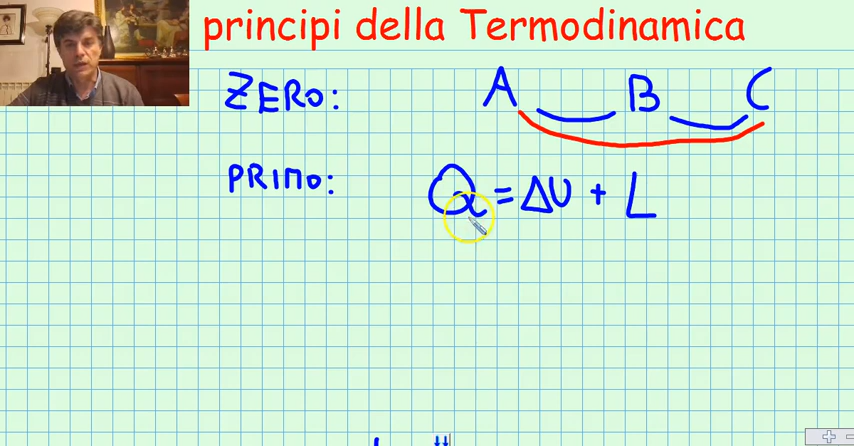 principi della Termodinamica
ZERO: A B C
PRIMO: Q = ΔU + L